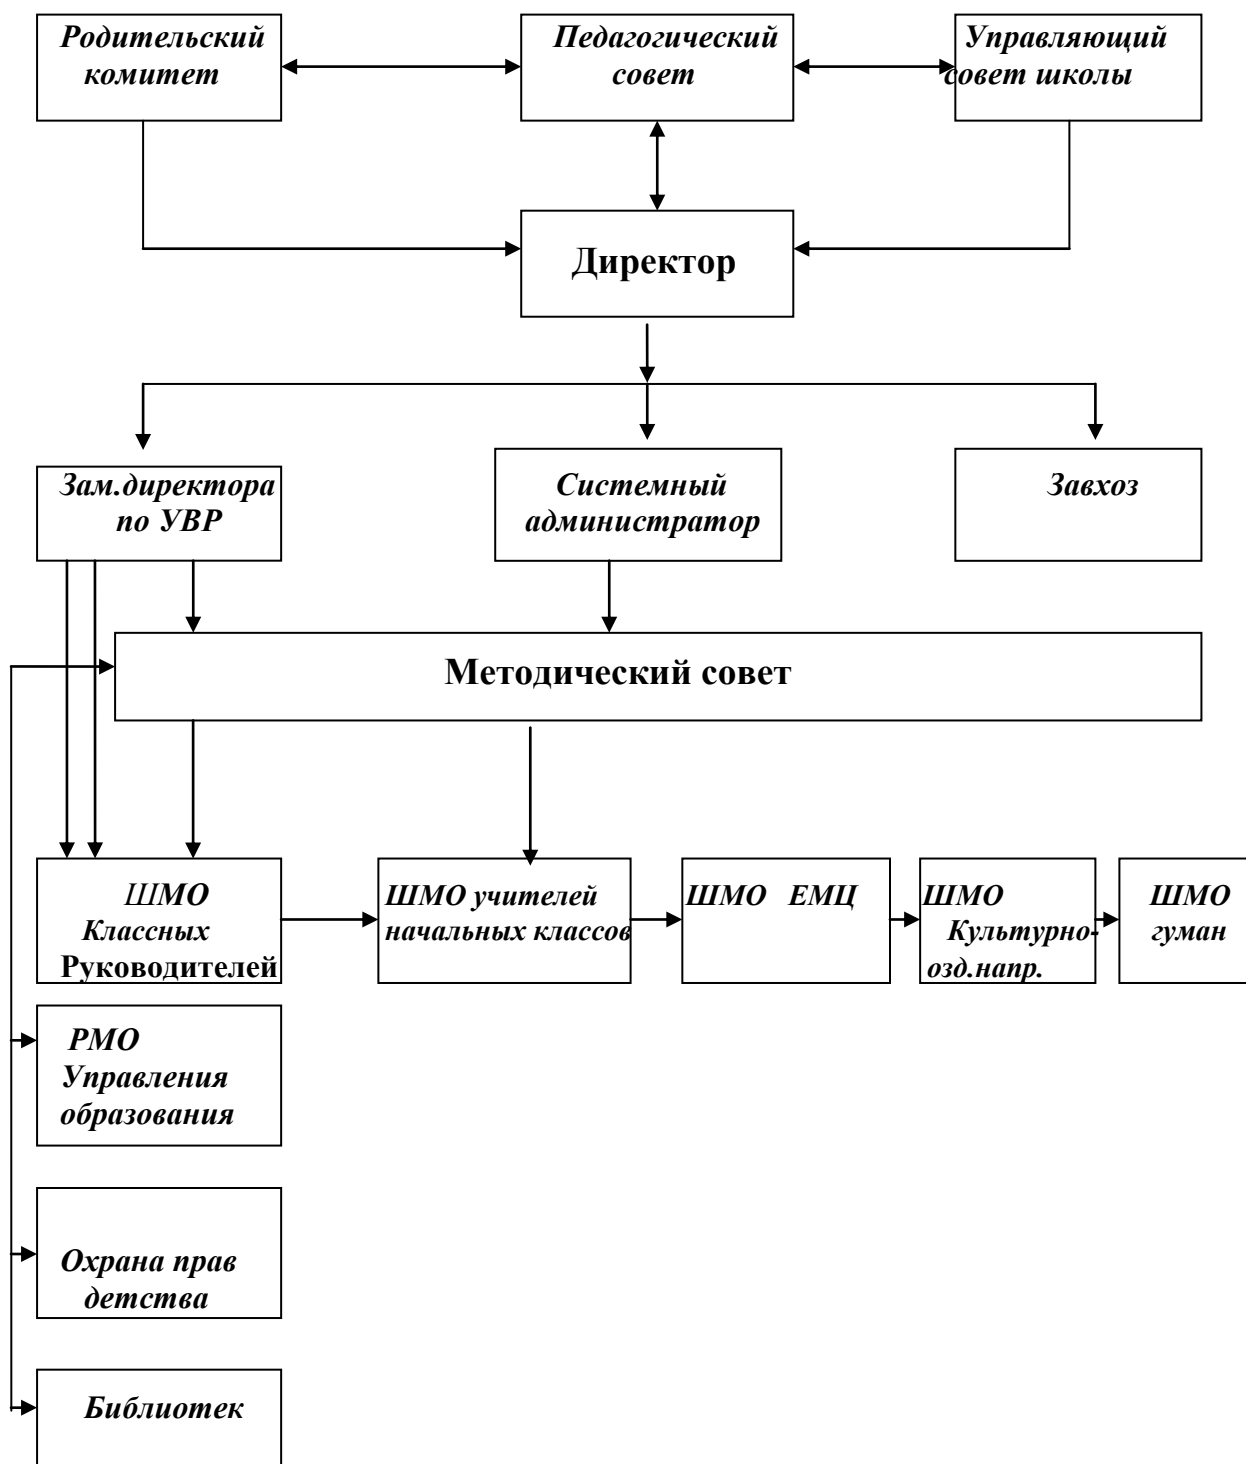 Родительский
комитет
Педагогический
совет
Управляющий
совет школы
Директор
Зам.директора
по УВР
Системный
администратор
Завхоз
Методический совет
ШМО
Классных
Руководителей
ШМО учителей
начальных классов
ШМО ЕМЦ
ШМО
Культурно-
озд.напр.
ШМО
гуман
РМО
Управления
образования
Охрана прав
детства
Библиотек